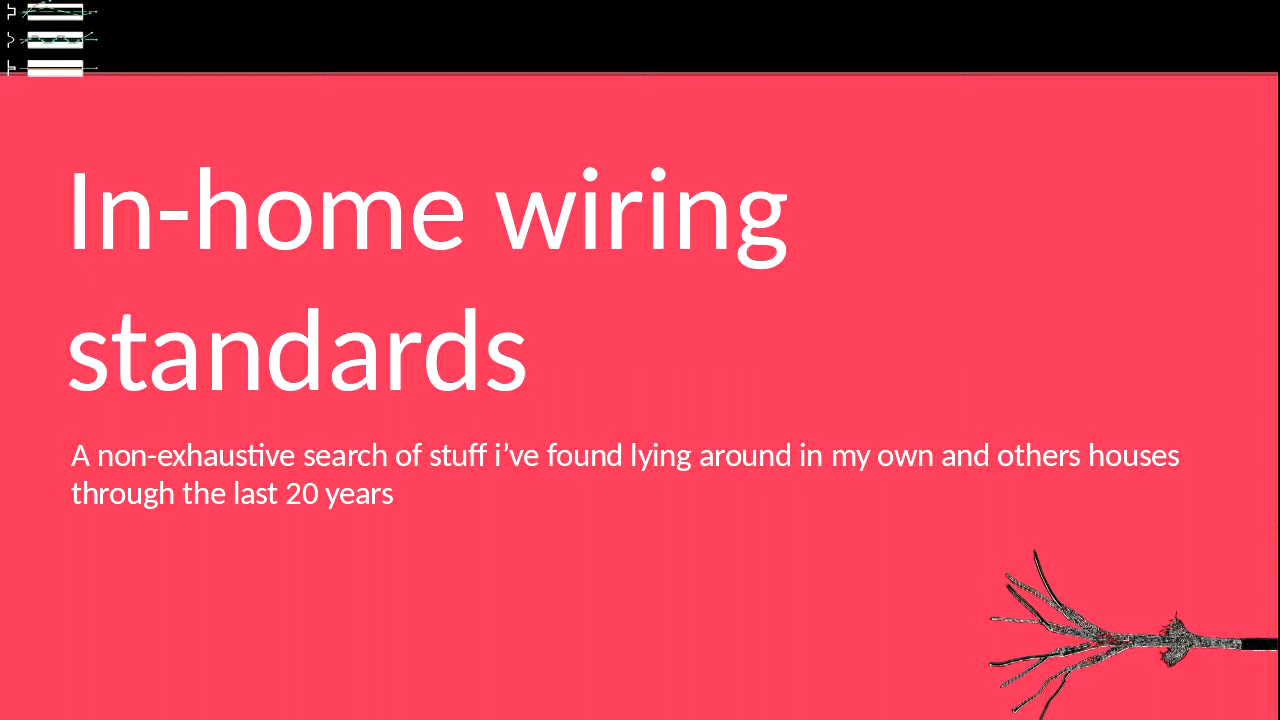 In-home wiring
standards
A non-exhaustive search of stuff i’ve found lying around in my own and others houses
through the last 20 years